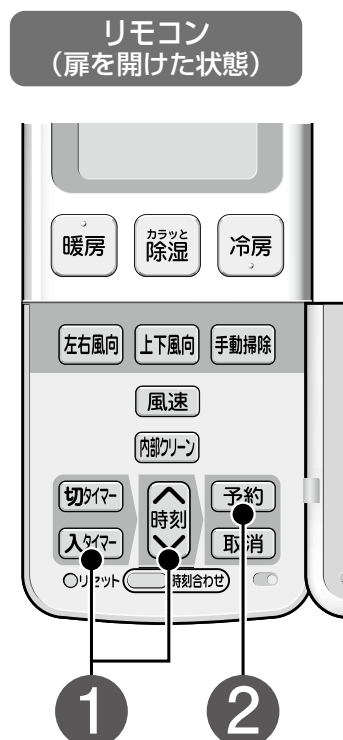 リモコン
（扉を開けた状態）
暖房
カラッと
除湿
冷房
左右風向
上下風向
手動掃除
風速
内部クリーン
切タイマー
時刻
予約
入タイマー
取消
リセット
時刻合わせ
1
2